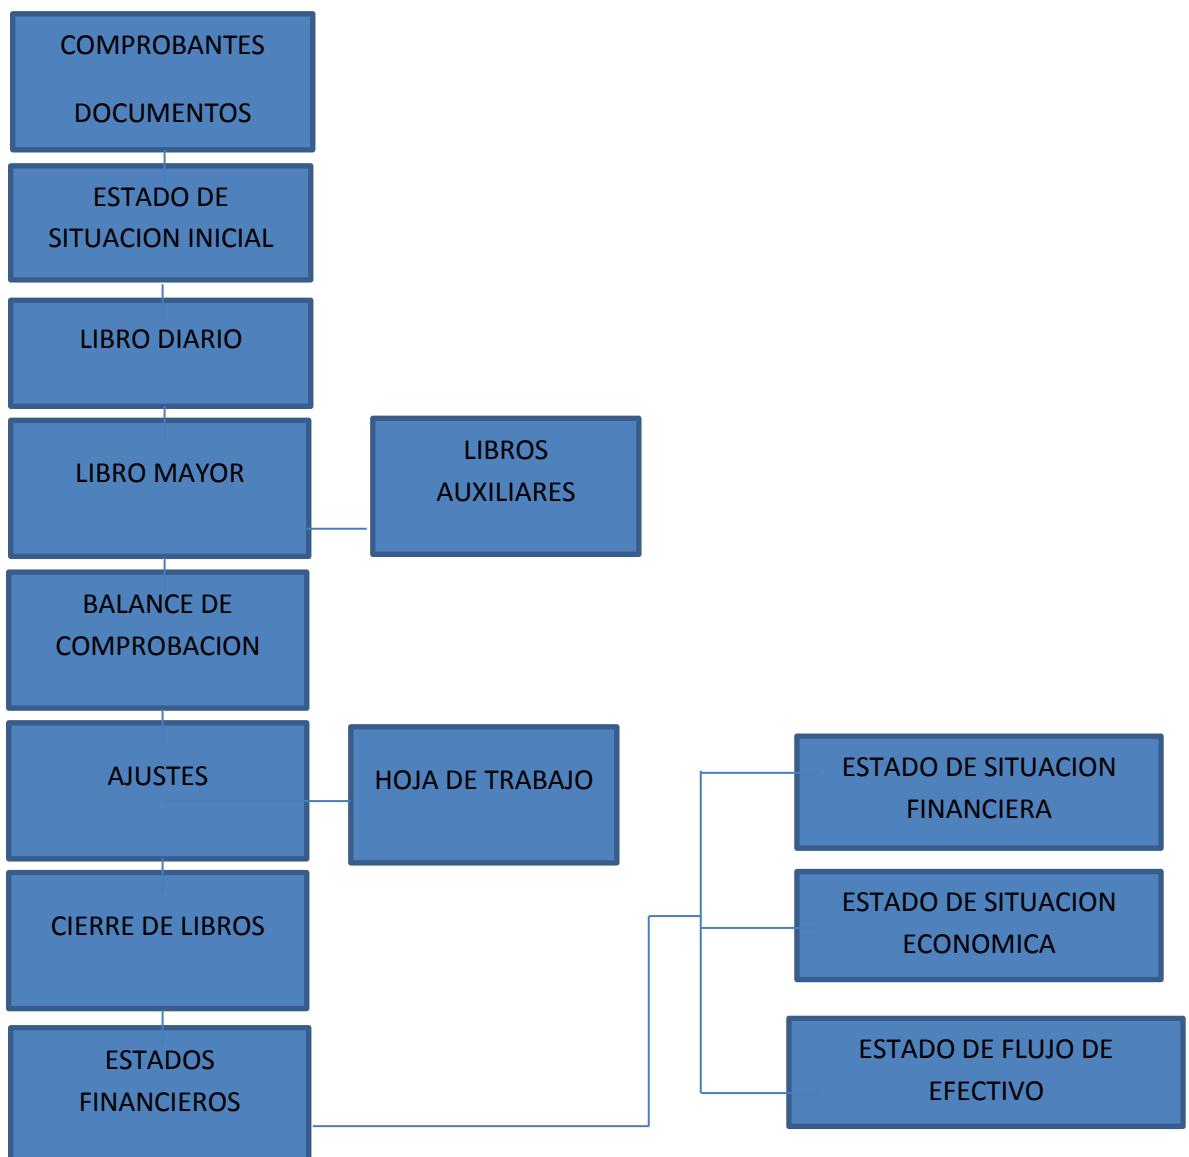 COMPROBANTES
DOCUMENTOS
ESTADO DE
SITUACION INICIAL
LIBRO DIARIO
LIBRO MAYOR
LIBROS
AUXILIARES
BALANCE DE
COMPROBACION
AJUSTES
HOJA DE TRABAJO
CIERRE DE LIBROS
ESTADOS
FINANCIEROS
ESTADO DE SITUACION
FINANCIERA
ESTADO DE SITUACION
ECONOMICA
ESTADO DE FLUJO DE
EFECTIVO